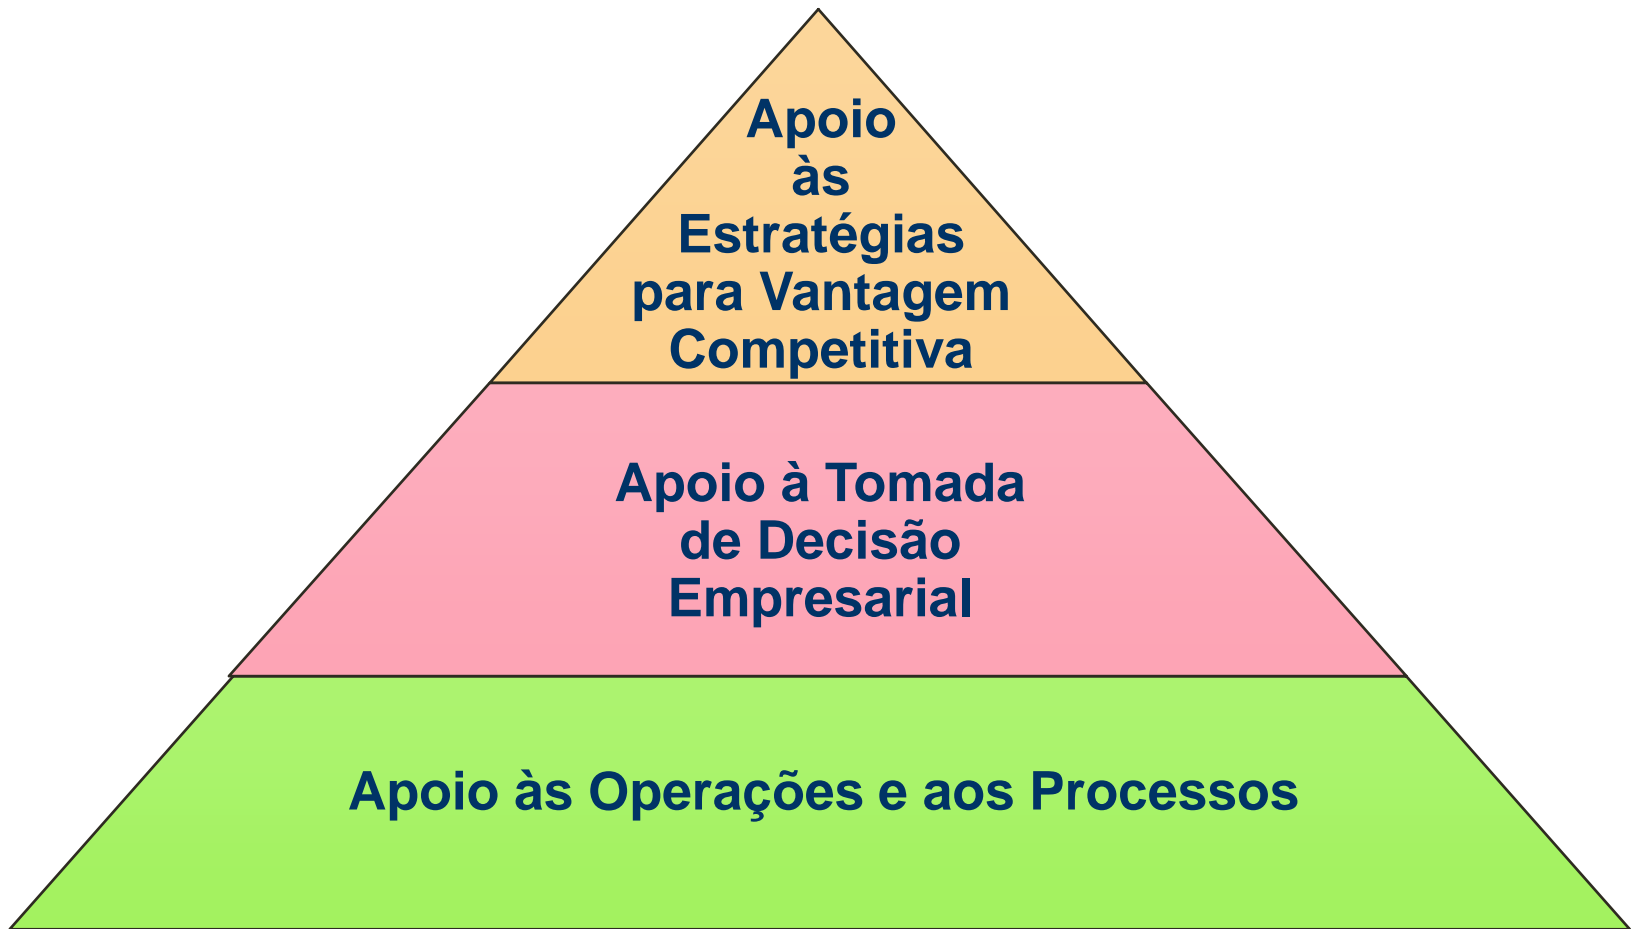 Apoio
às
Estratégias
para Vantagem
Competitiva
Apoio à Tomada
de Decisão
Empresarial
Apoio às Operações e aos Processos